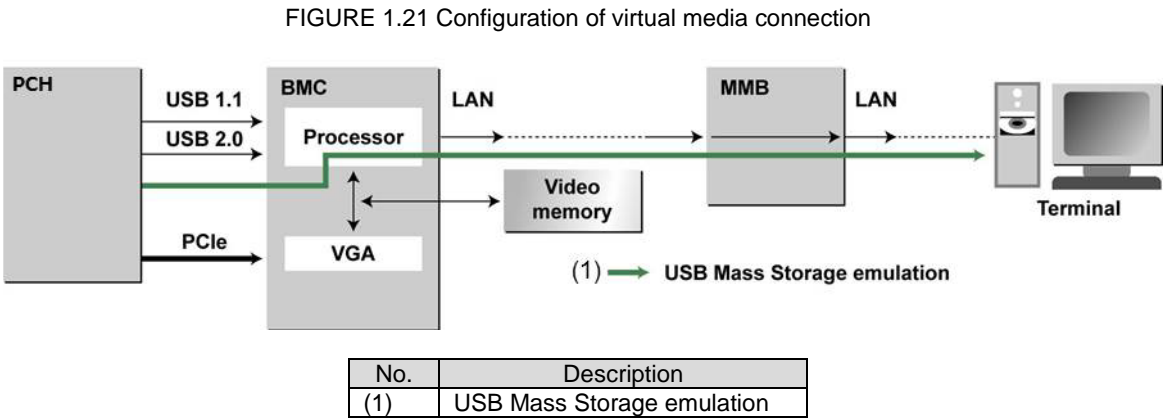 FIGURE 1.21 Configuration of virtual media connection
PCH
USB 1.1
USB 2.0
PCIe
BMC
Processor
VGA
LAN
Video
memory
MMB
LAN
Terminal
(1) USB Mass Storage emulation
No. Description
(1) USB Mass Storage emulation